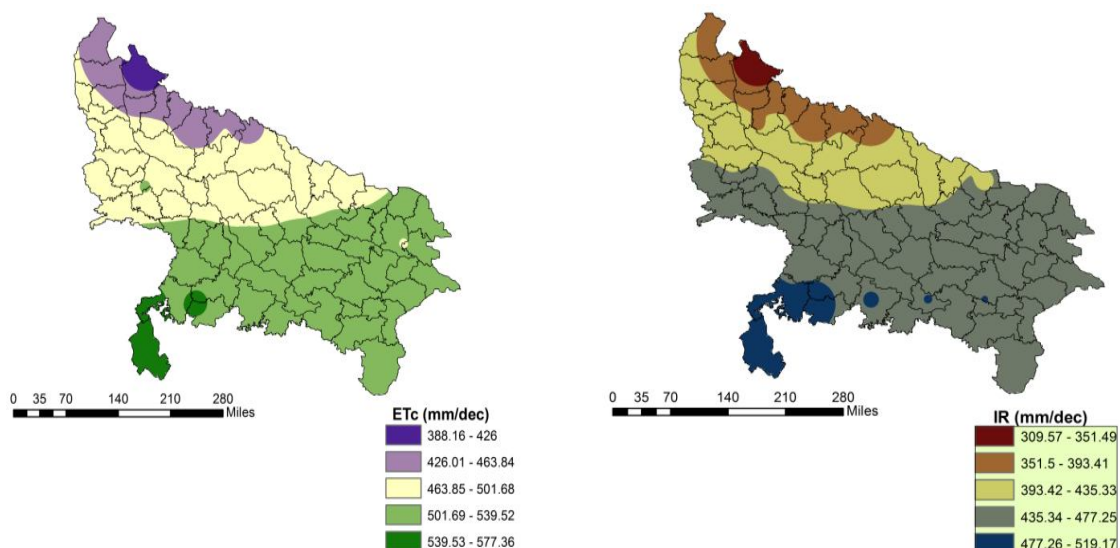 0 35 70 140 210 280
Miles
ETc (mm/dec)
388.16 - 426
426.01 - 463.84
463.85 - 501.68
501.69 - 539.52
539.53 - 577.36
0 35 70 140 210 280
Miles
IR (mm/dec)
309.57 - 351.49
351.5 - 393.41
393.42 - 435.33
435.34 - 477.25
477.26 - 519.17